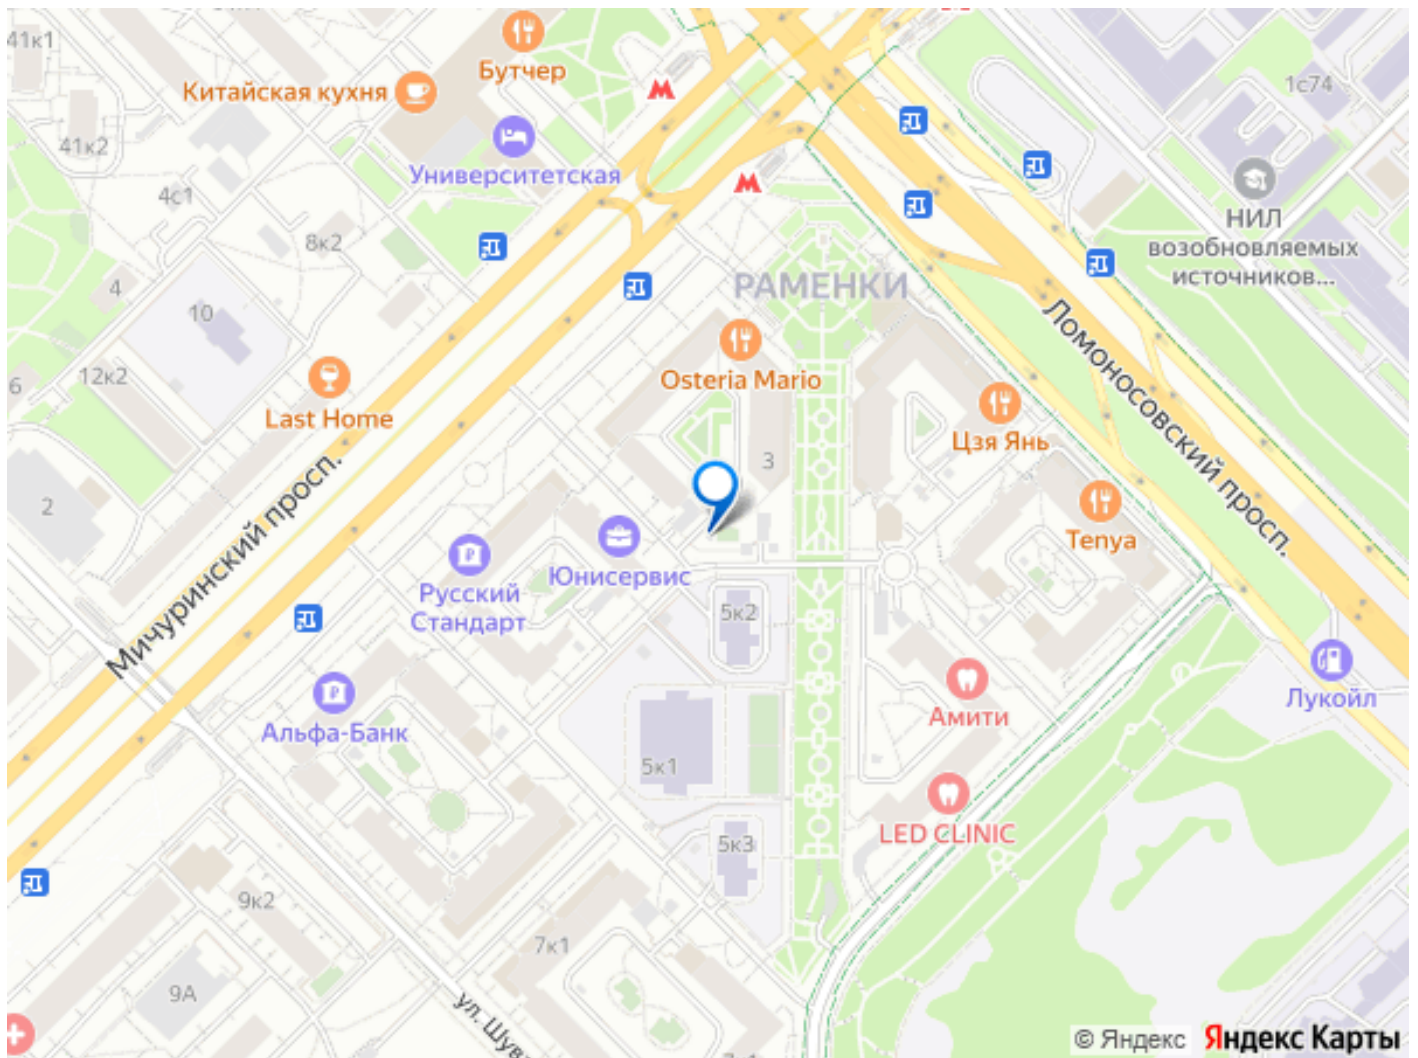 41к1
Бутчер
Китайская кухня
1с74
41к2
Университетская
4с1
НИЛ
возобновляемых
источников...
8к2
РАМЕНКИ
4
10
Ломоносовский просп.
Osteria Mario
12к2
6
Last Home
Цзя Янь
3
Мичуринский просп.
2
Tenya
Юнисервис
Русский
Стандарт
5к2
Лукойл
Амити
Альфа-Банк
5к1
LED CLINIC
5к3
9к2
7к1
9А
ул. Шув
© Яндекс Яндекс Карты